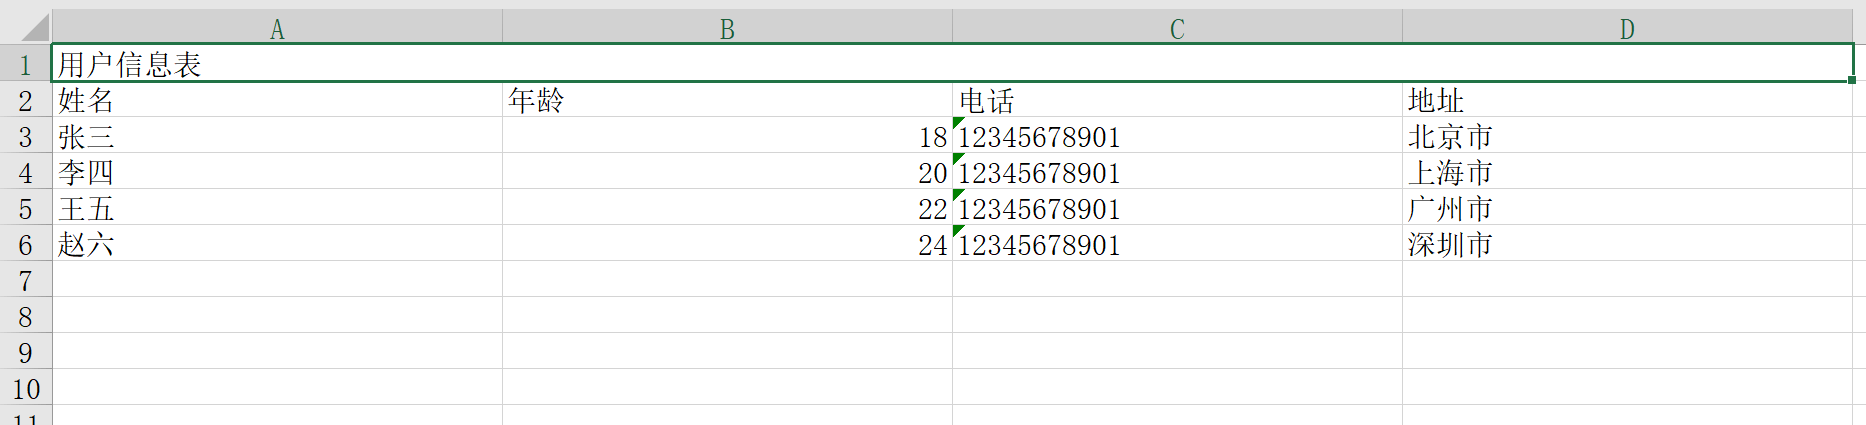 A B C D
1 用户信息表
2 姓名 年龄 电话 地址
3 张三 18 12345678901 北京市
4 李四 20 12345678901 上海市
5 王五 22 12345678901 广州市
6 赵六 24 12345678901 深圳市
7
8
9
10
11